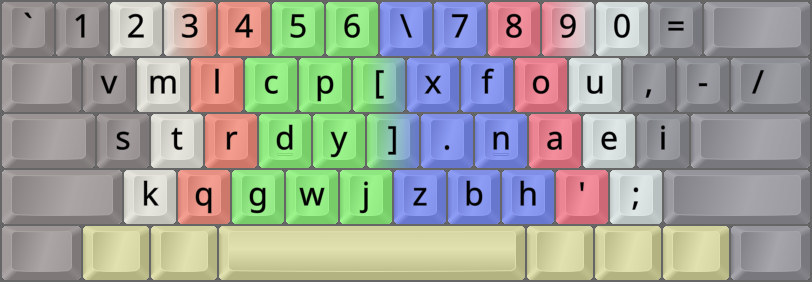 ` 1 2 3 4 5 6 \ 7 8 9 0 =
v m l c p [ x f o u , - /
s t r d y ] . n a e i
k q g w j z b h ' ;